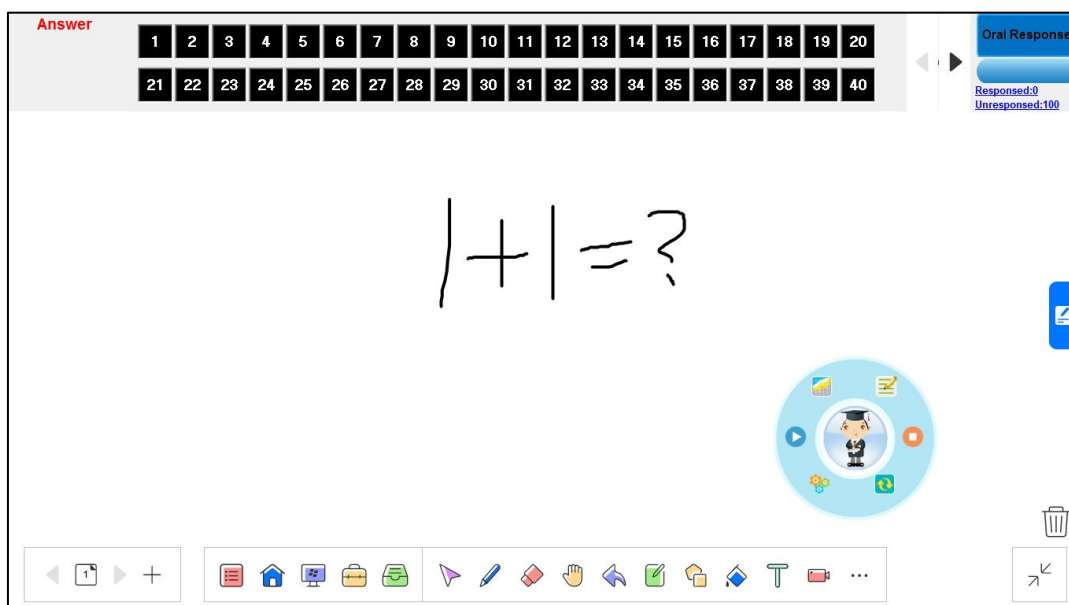 Answer
1 2 3 4 5 6 7 8 9 10 11 12 13 14 15 16 17 18 19 20
21 22 23 24 25 26 27 28 29 30 31 32 33 34 35 36 37 38 39 40
Oral Response
Responsed:0
Unresponsed:100
1+1=?
1
T